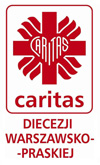 CARITAS
caritas
DIECEZJI
WARSZAWSKO-
-PRASKIEJ